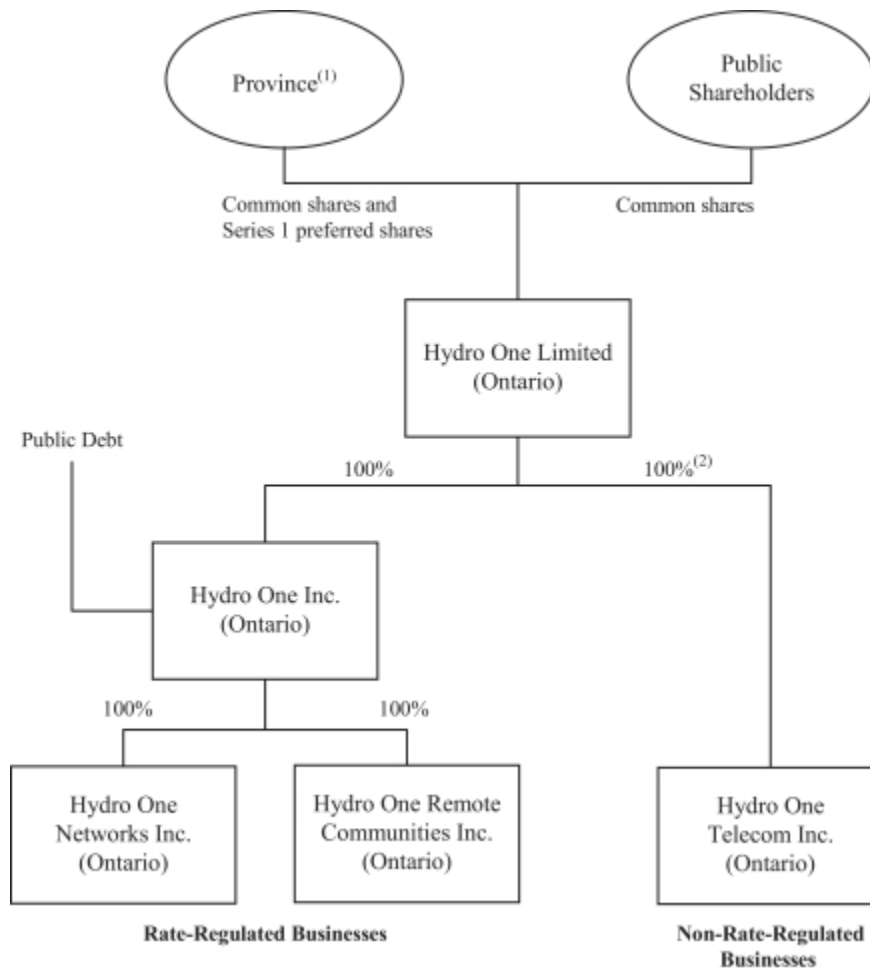 Province(1)
Public
Shareholders
Common shares and
Series 1 preferred shares
Common shares
Hydro One Limited
(Ontario)
Public Debt
100%
100%(2)
Hydro One Inc.
(Ontario)
100%
100%
Hydro One
Networks Inc.
(Ontario)
Hydro One Remote
Communities Inc.
(Ontario)
Hydro One
Telecom Inc.
(Ontario)
Rate-Regulated Businesses
Non-Rate-Regulated
Businesses